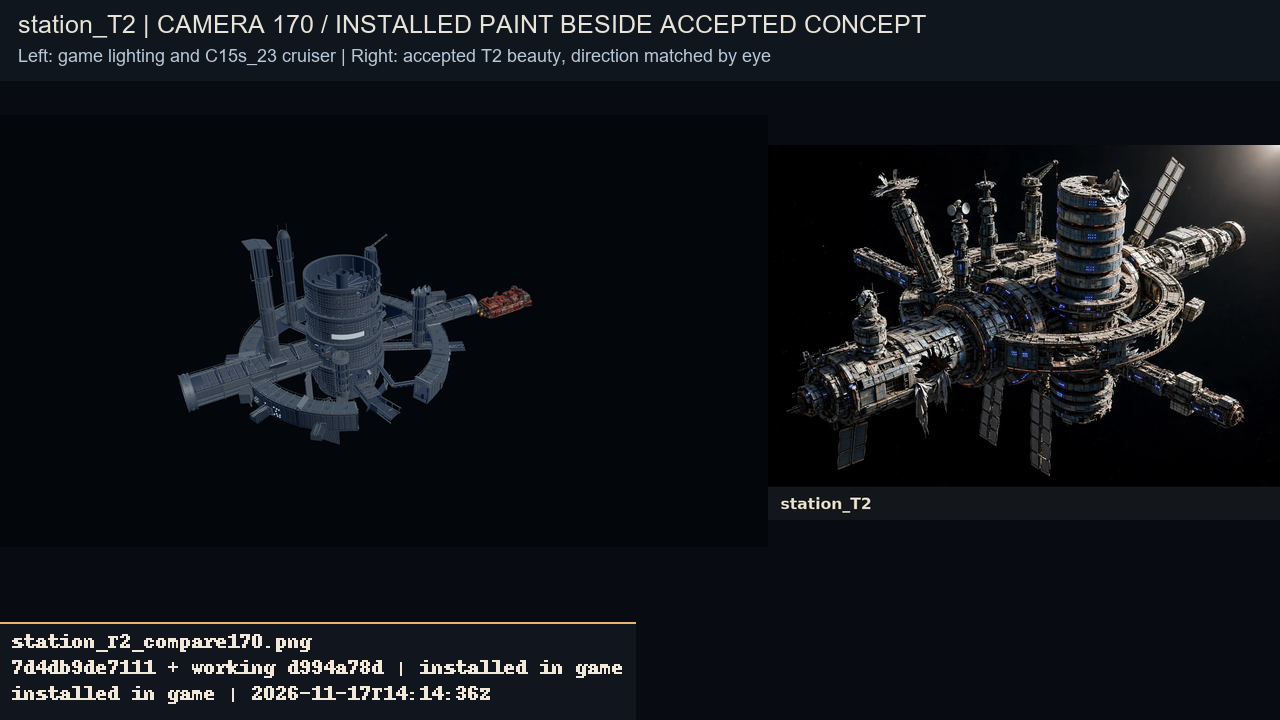 station_T2 | CAMERA 170 / INSTALLED PAINT BESIDE ACCEPTED CONCEPT
Left: game lighting and C15s_23 cruiser | Right: accepted T2 beauty, direction matched by eye
station_T2
station_T2_compare170.png
7d4db9de7111 + working d994a78d | installed in game
installed in game | 2026-11-17T14:14:36Z